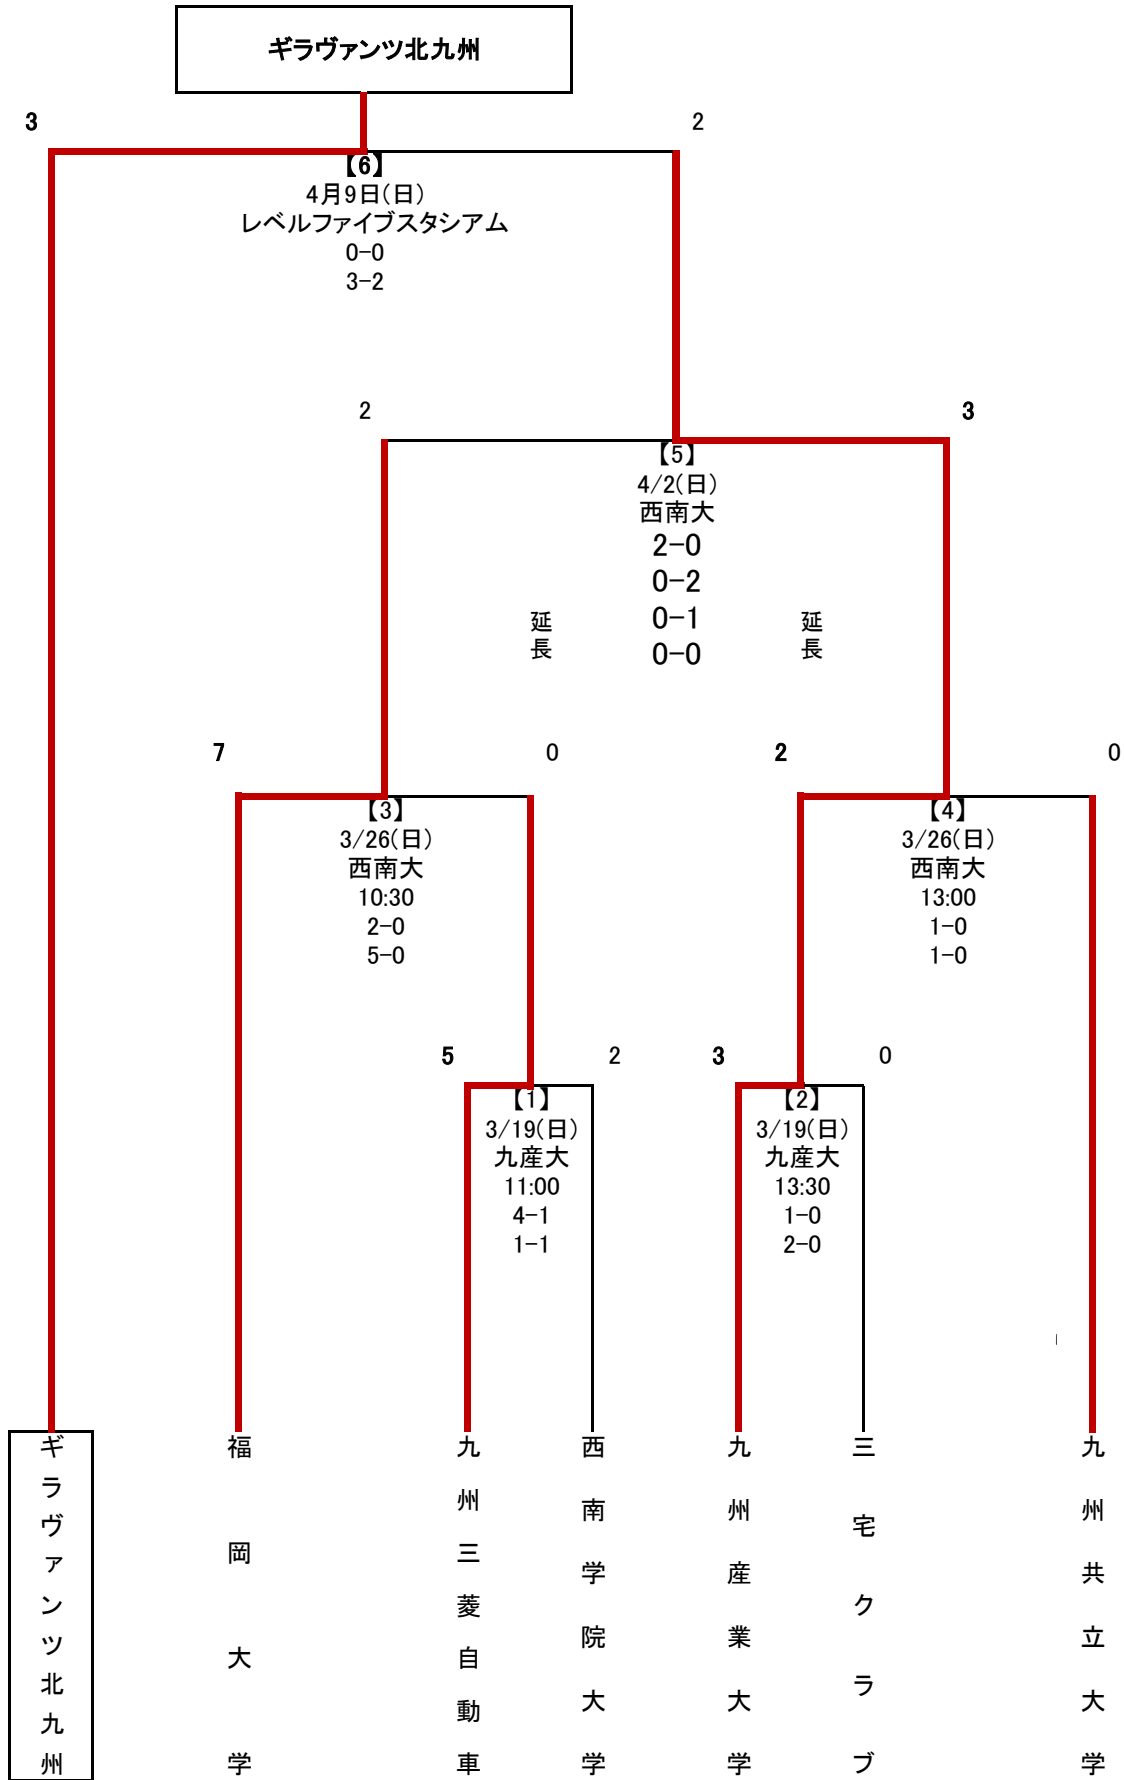 ギラヴァンツ北九州
3
2
【6】
4月9日(日)
レベルファイブスタシアム
0-0
3-2
2
3
【5】
4/2(日)
西南大
2-0
0-2
0-1
0-0
延長
延長
7
0
2
0
【3】
3/26(日)
西南大
10:30
2-0
5-0
【4】
3/26(日)
西南大
13:00
1-0
1-0
5
2
3
0
【1】
3/19(日)
九産大
11:00
4-1
1-1
【2】
3/19(日)
九産大
13:30
1-0
2-0
ギラヴァンツ北九州
福岡大学
九州三菱自動車
西南学院大学
九州産業大学
三宅クラブ
九州共立大学